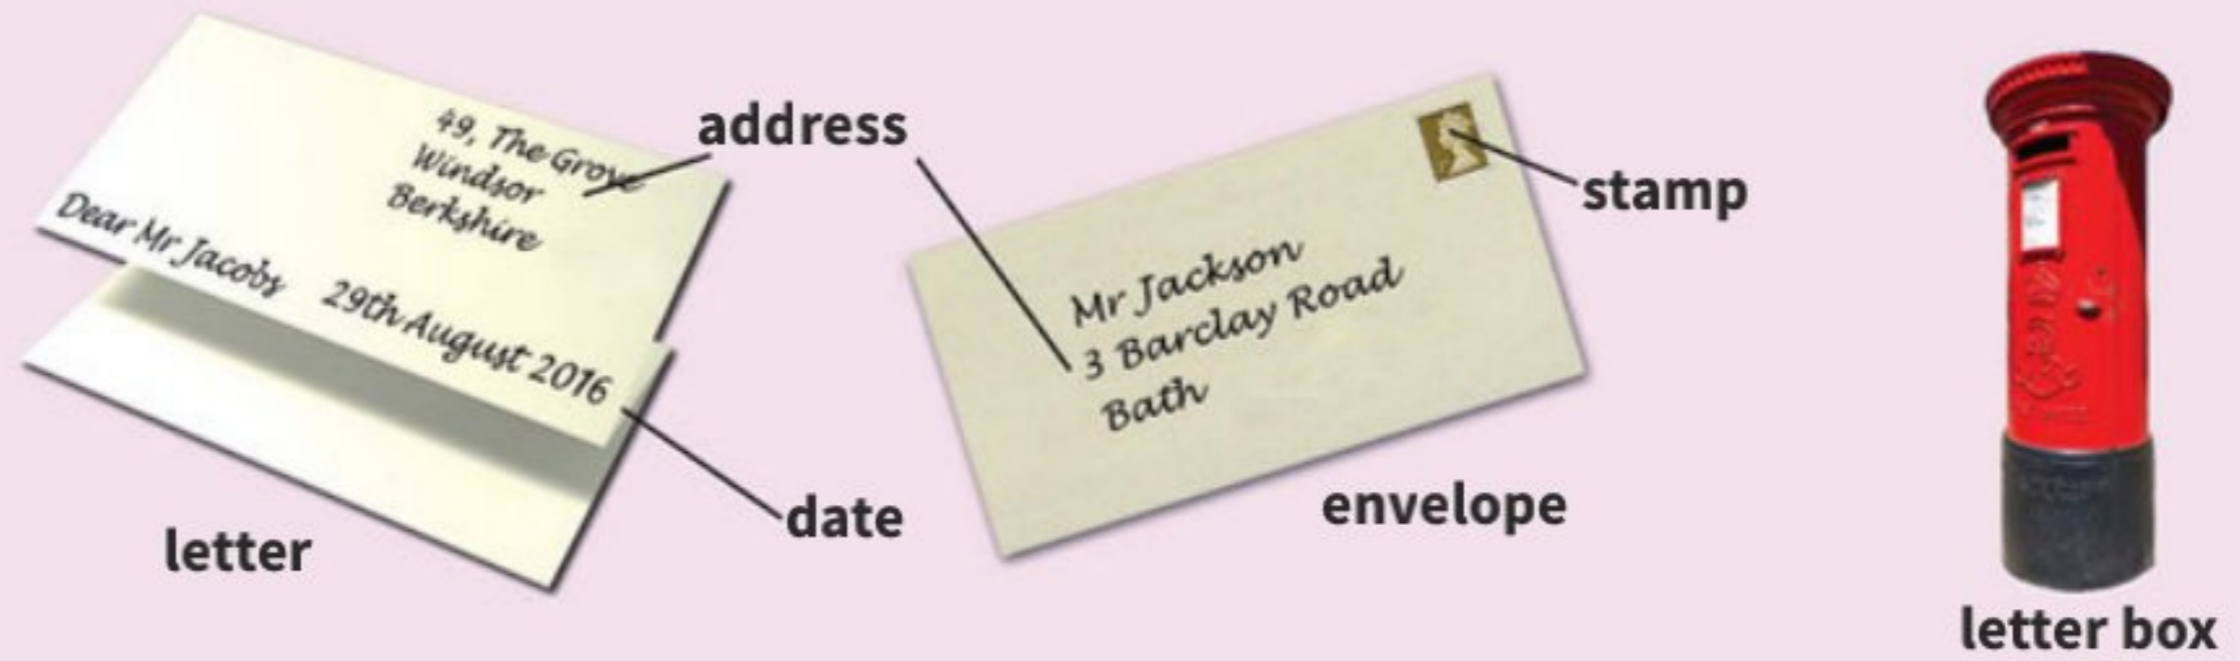 49, The Grove
Windsor
Berkshire
Dear Mr Jacobs 29th August 2016
letter
address
date
Mr Jackson
3 Barclay Road
Bath
stamp
envelope
letter box